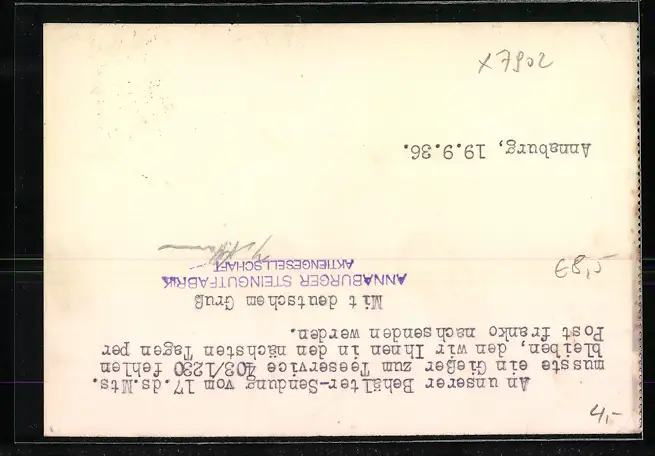 Annaburg, 19.9.36.
An unserer Behälter-Sendung vom 17.ds.Mts.
musste ein Gießer zum Teeservice 403/1230 fehlen
bleiben, den wir Ihnen in den nächsten Tagen per
Post franko nachsenden werden.
Mit deutschem Gruß
ANNABURGER STEINGUTFABRIK
AKTIENGESELLSCHAFT
X7902
€8,5
4,-